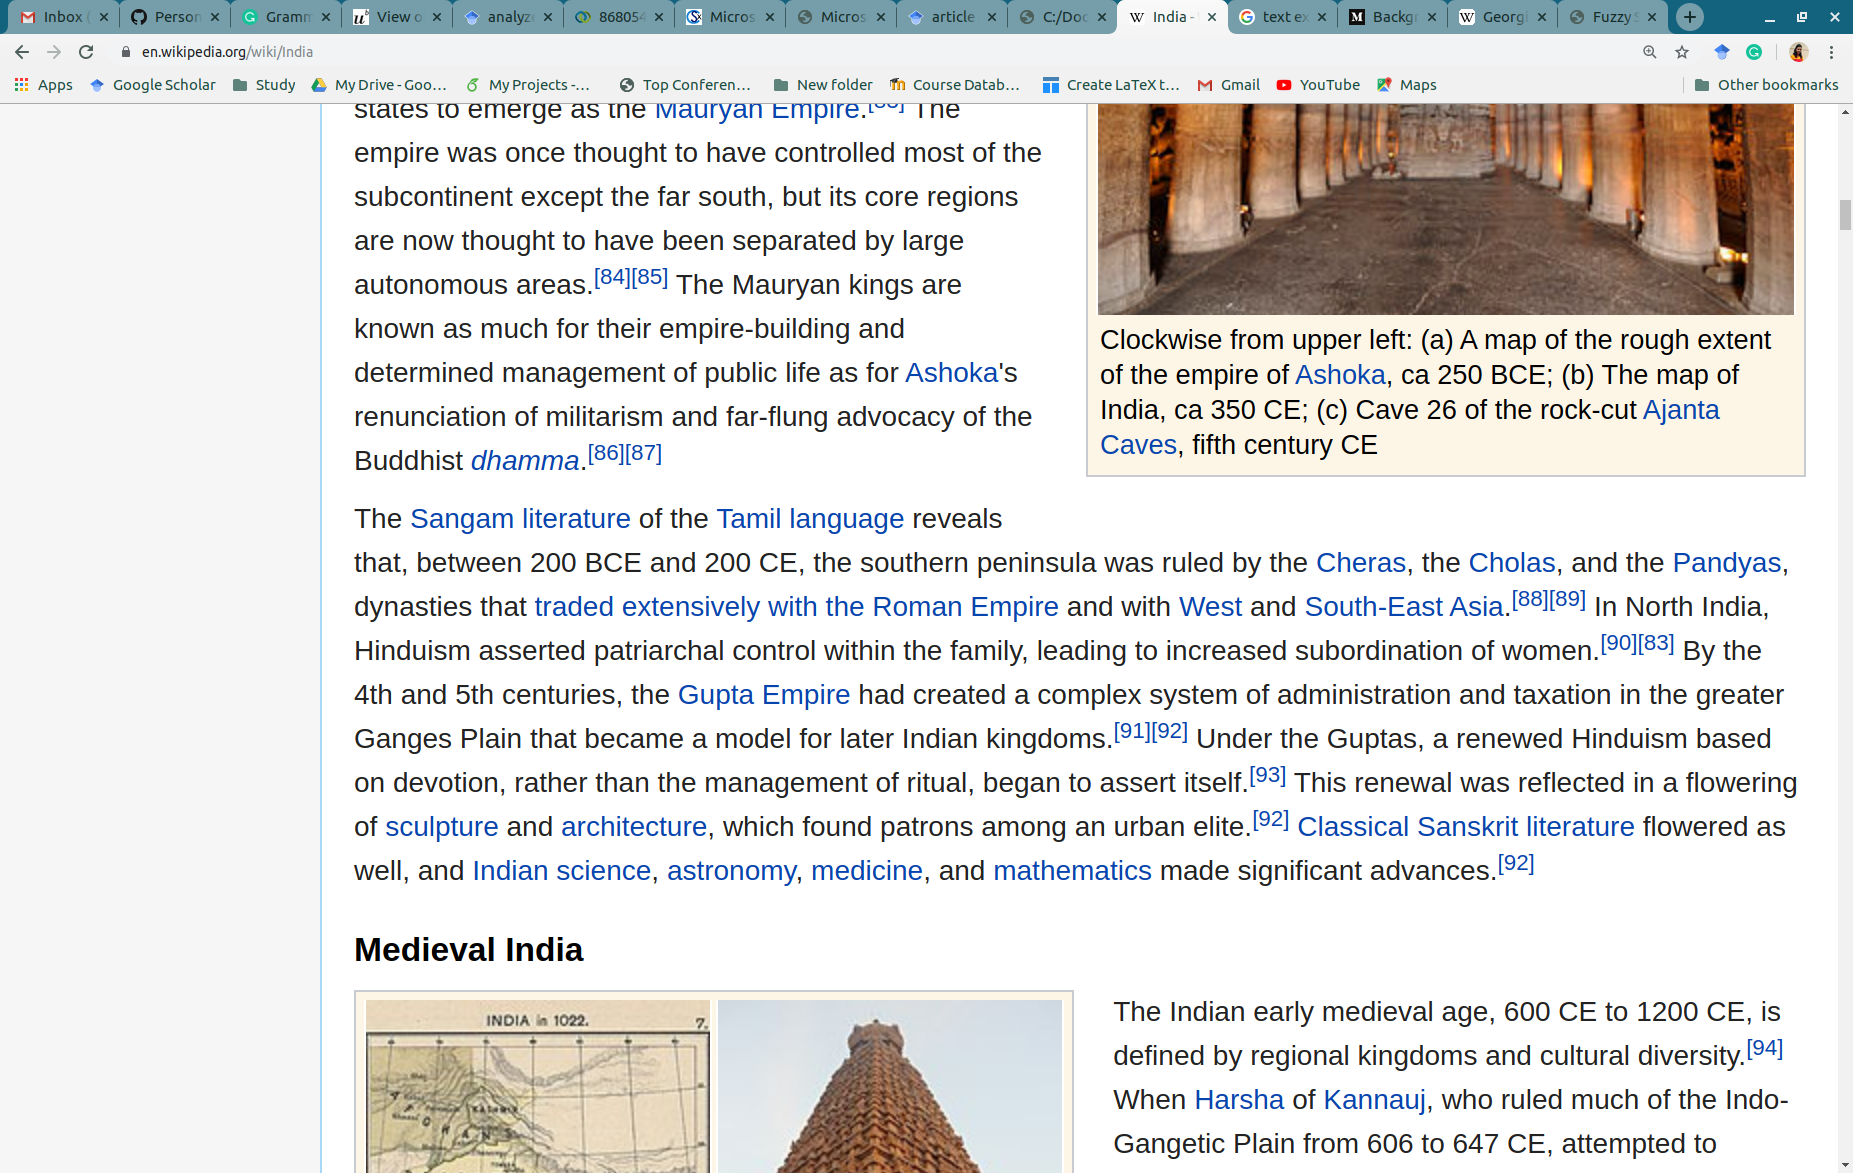 Inbox (
Person
Gramm
View o
analyze
868054
Micros
Micros
article
C:/Doc
India -
text ex
Backgr
Georgi
Fuzzy S
en.wikipedia.org/wiki/India
Apps
Google Scholar
Study
My Drive - Goo...
My Projects -...
Top Conferen...
New folder
Course Datab...
Create LaTeX t...
Gmail
YouTube
Maps
Other bookmarks
states to emerge as the Mauryan Empire.[83] The
empire was once thought to have controlled most of the
subcontinent except the far south, but its core regions
are now thought to have been separated by large
autonomous areas.[84][85] The Mauryan kings are
known as much for their empire-building and
determined management of public life as for Ashoka's
renunciation of militarism and far-flung advocacy of the
Buddhist dhamma.[86][87]
Clockwise from upper left: (a) A map of the rough extent
of the empire of Ashoka, ca 250 BCE; (b) The map of
India, ca 350 CE; (c) Cave 26 of the rock-cut Ajanta
Caves, fifth century CE
The Sangam literature of the Tamil language reveals
that, between 200 BCE and 200 CE, the southern peninsula was ruled by the Cheras, the Cholas, and the Pandyas,
dynasties that traded extensively with the Roman Empire and with West and South-East Asia.[88][89] In North India,
Hinduism asserted patriarchal control within the family, leading to increased subordination of women.[90][83] By the
4th and 5th centuries, the Gupta Empire had created a complex system of administration and taxation in the greater
Ganges Plain that became a model for later Indian kingdoms.[91][92] Under the Guptas, a renewed Hinduism based
on devotion, rather than the management of ritual, began to assert itself.[93] This renewal was reflected in a flowering
of sculpture and architecture, which found patrons among an urban elite.[92] Classical Sanskrit literature flowered as
well, and Indian science, astronomy, medicine, and mathematics made significant advances.[92]
Medieval India
INDIA in 1022.
7.
The Indian early medieval age, 600 CE to 1200 CE, is
defined by regional kingdoms and cultural diversity.[94]
When Harsha of Kannauj, who ruled much of the Indo-
Gangetic Plain from 606 to 647 CE, attempted to